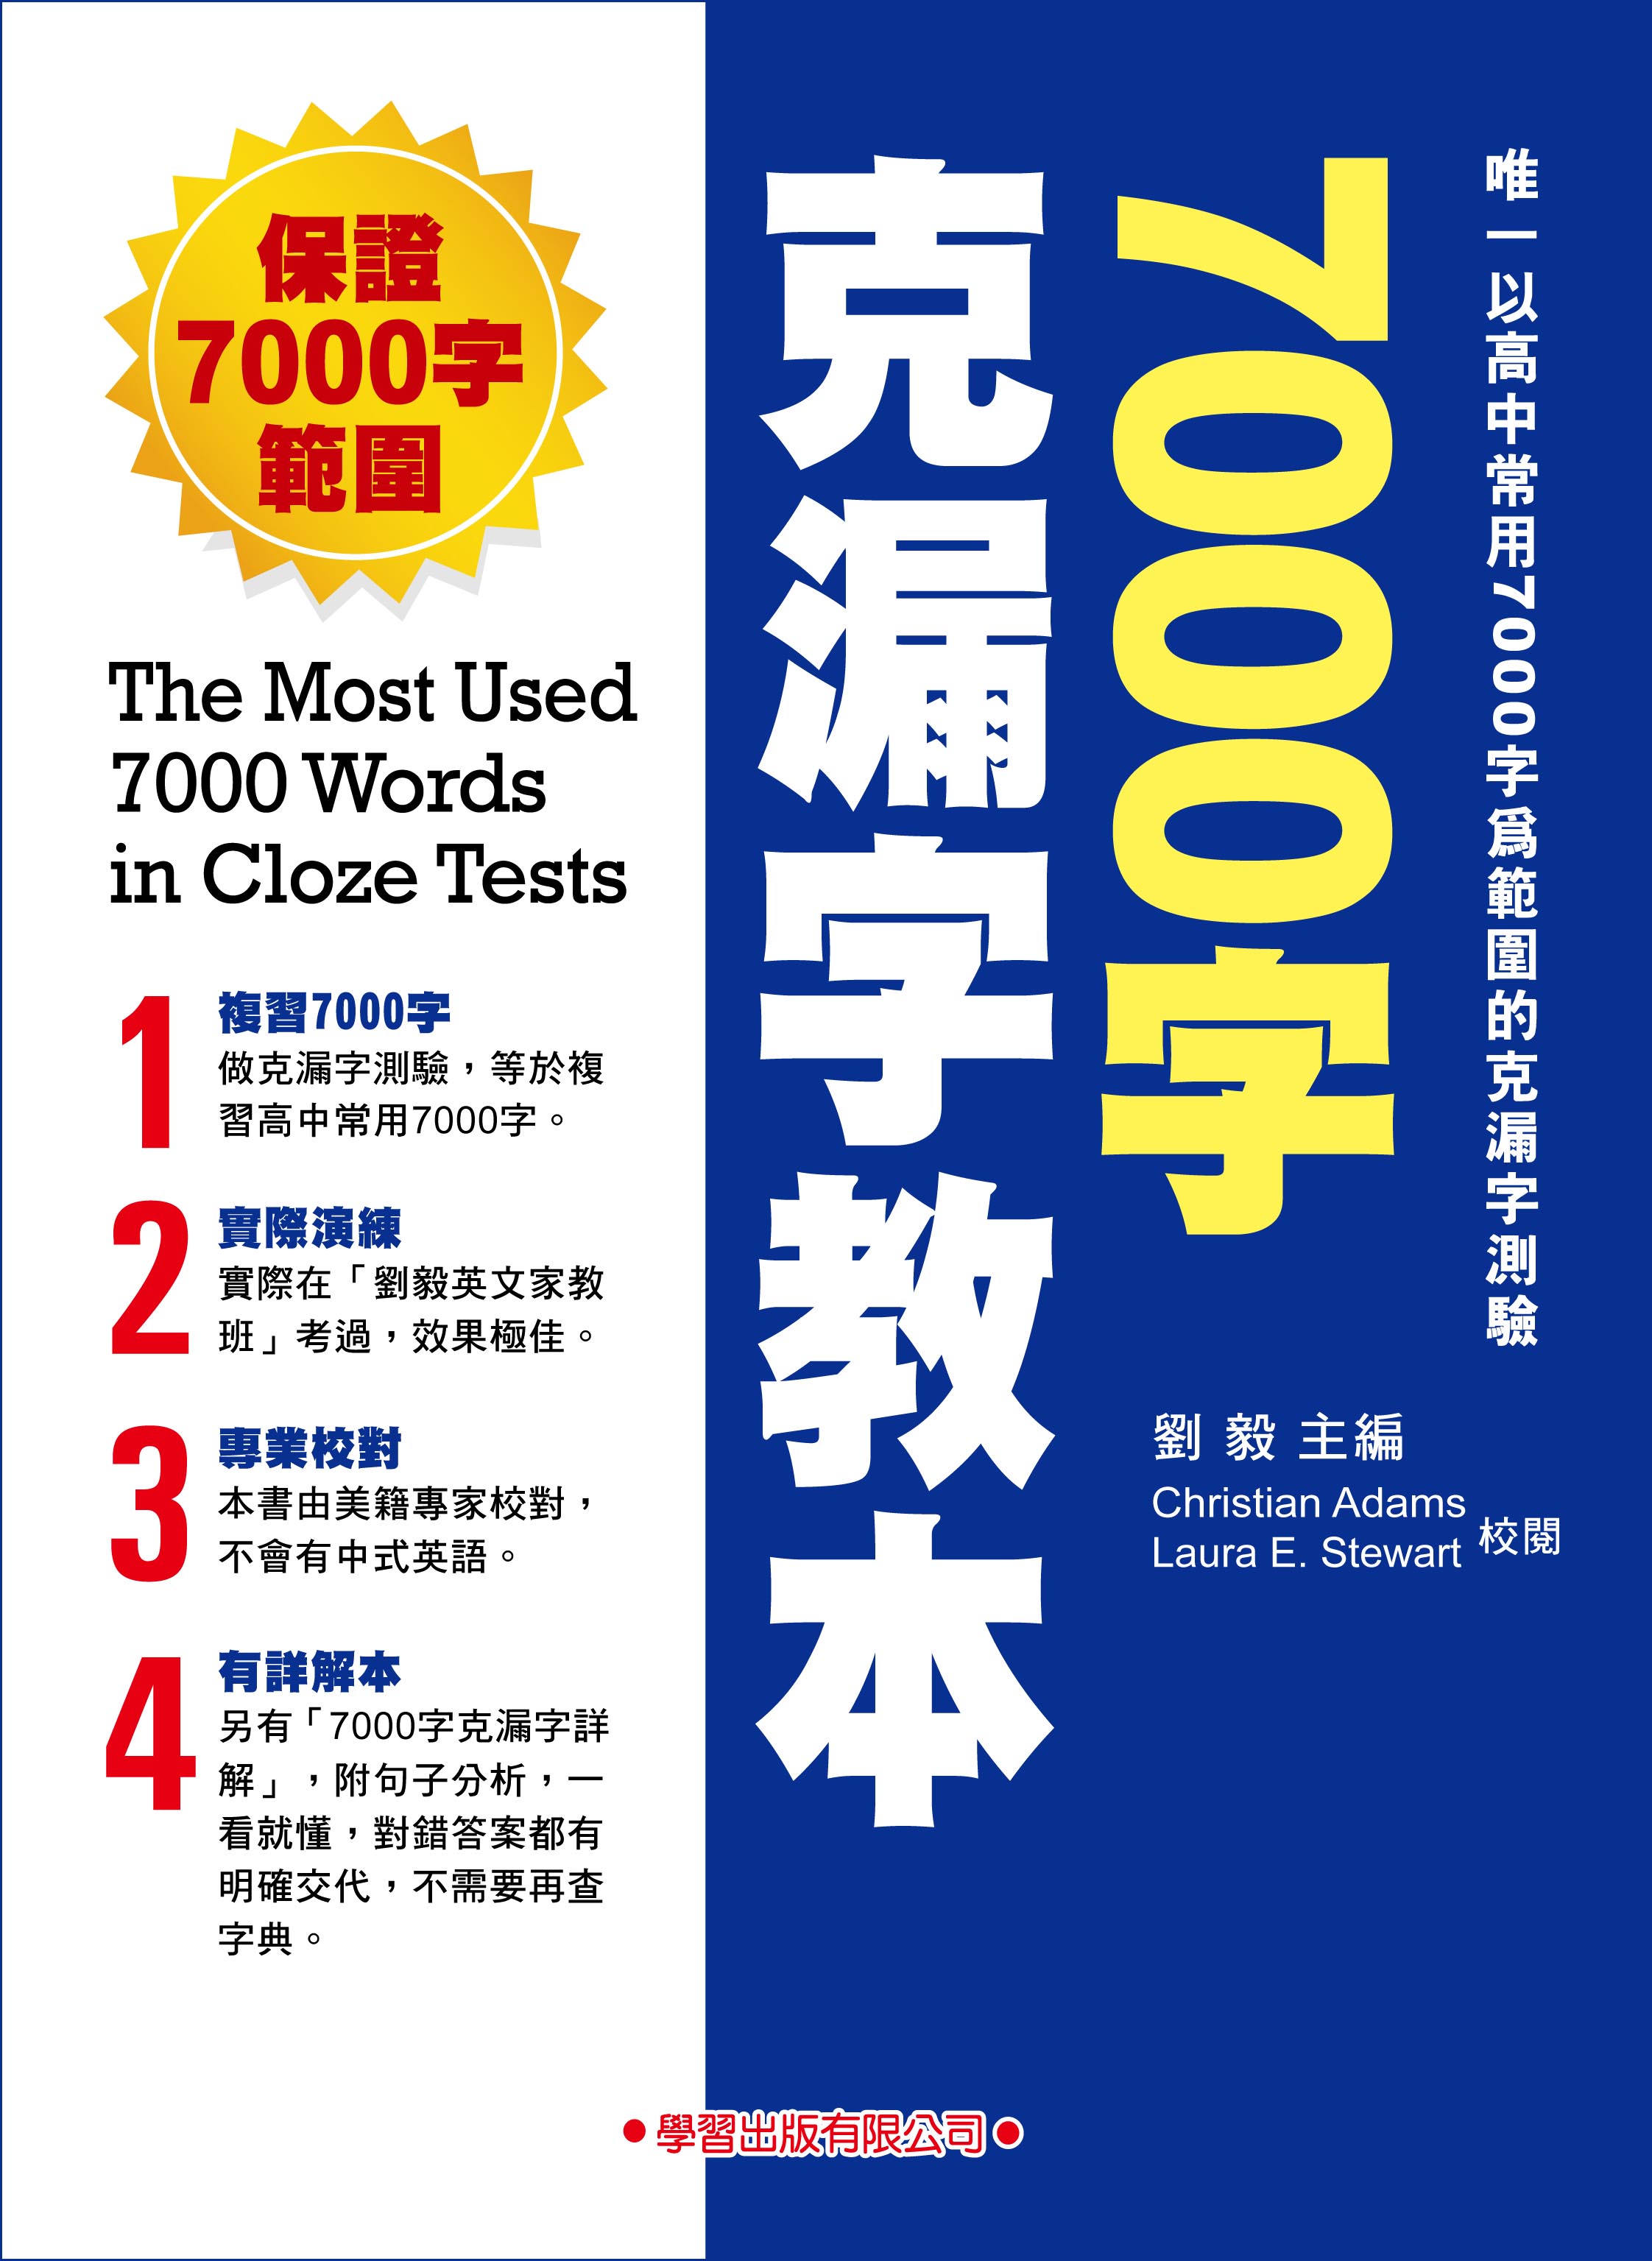 唯一以高中常用7000字爲範圍的克漏字測驗
7000字
克漏字教本
劉 毅 主編
Christian Adams
Laura E. Stewart
校閱
保證
7000字
範圍
The Most Used
7000 Words
in Cloze Tests
1
複習7000字
做克漏字測驗，等於複
習高中常用7000字。
2
實際演練
實際在「劉毅英文家教
班」考過，效果極佳。
3
專業校對
本書由美籍專家校對，
不會有中式英語。
4
有詳解本
另有「7000字克漏字詳
解」，附句子分析，一
看就懂，對錯答案都有
明確交代，不需要再查
字典。
●學習出版有限公司●